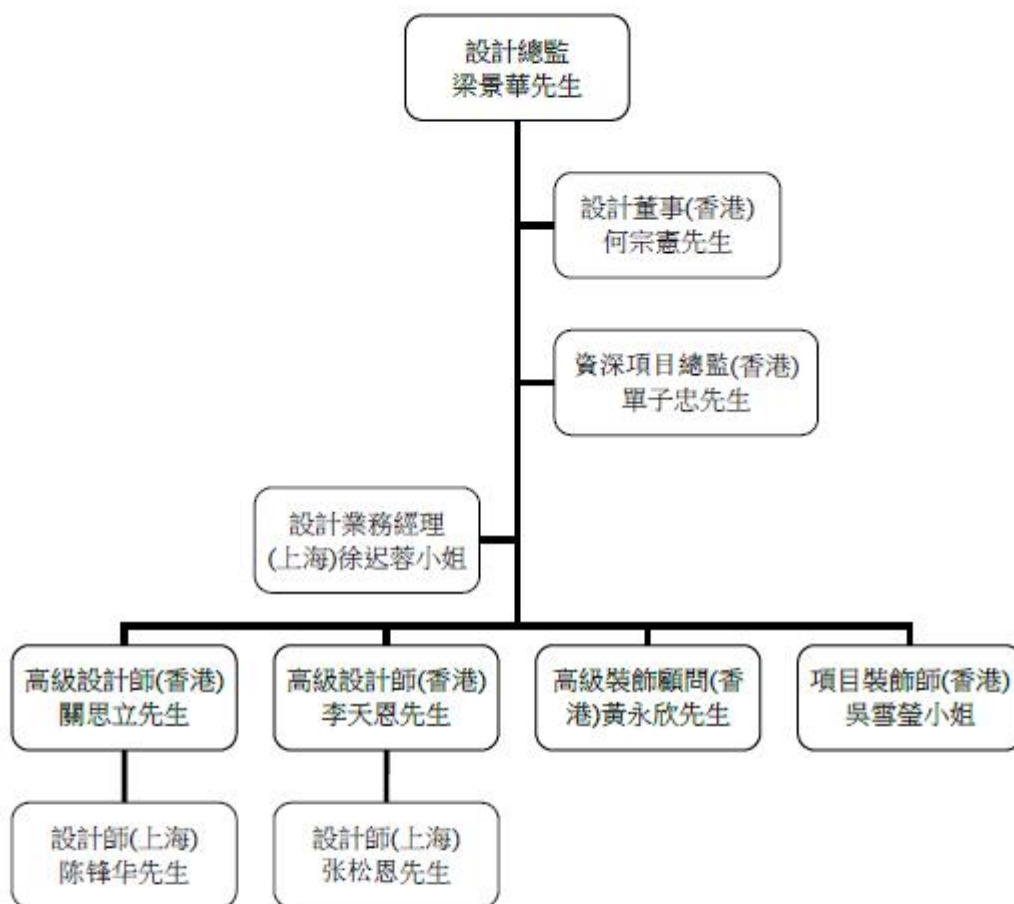 設計總監
梁景華先生
設計董事(香港)
何宗憲先生
資深項目總監(香港)
單子忠先生
設計業務經理
(上海)徐迟蓉小姐
高級設計師(香港)
關思立先生
高級設計師(香港)
李天恩先生
高級裝飾顧問(香
港)黃永欣先生
項目裝飾師(香港)
吳雪瑩小姐
設計師(上海)
陈锋华先生
設計師(上海)
张松恩先生